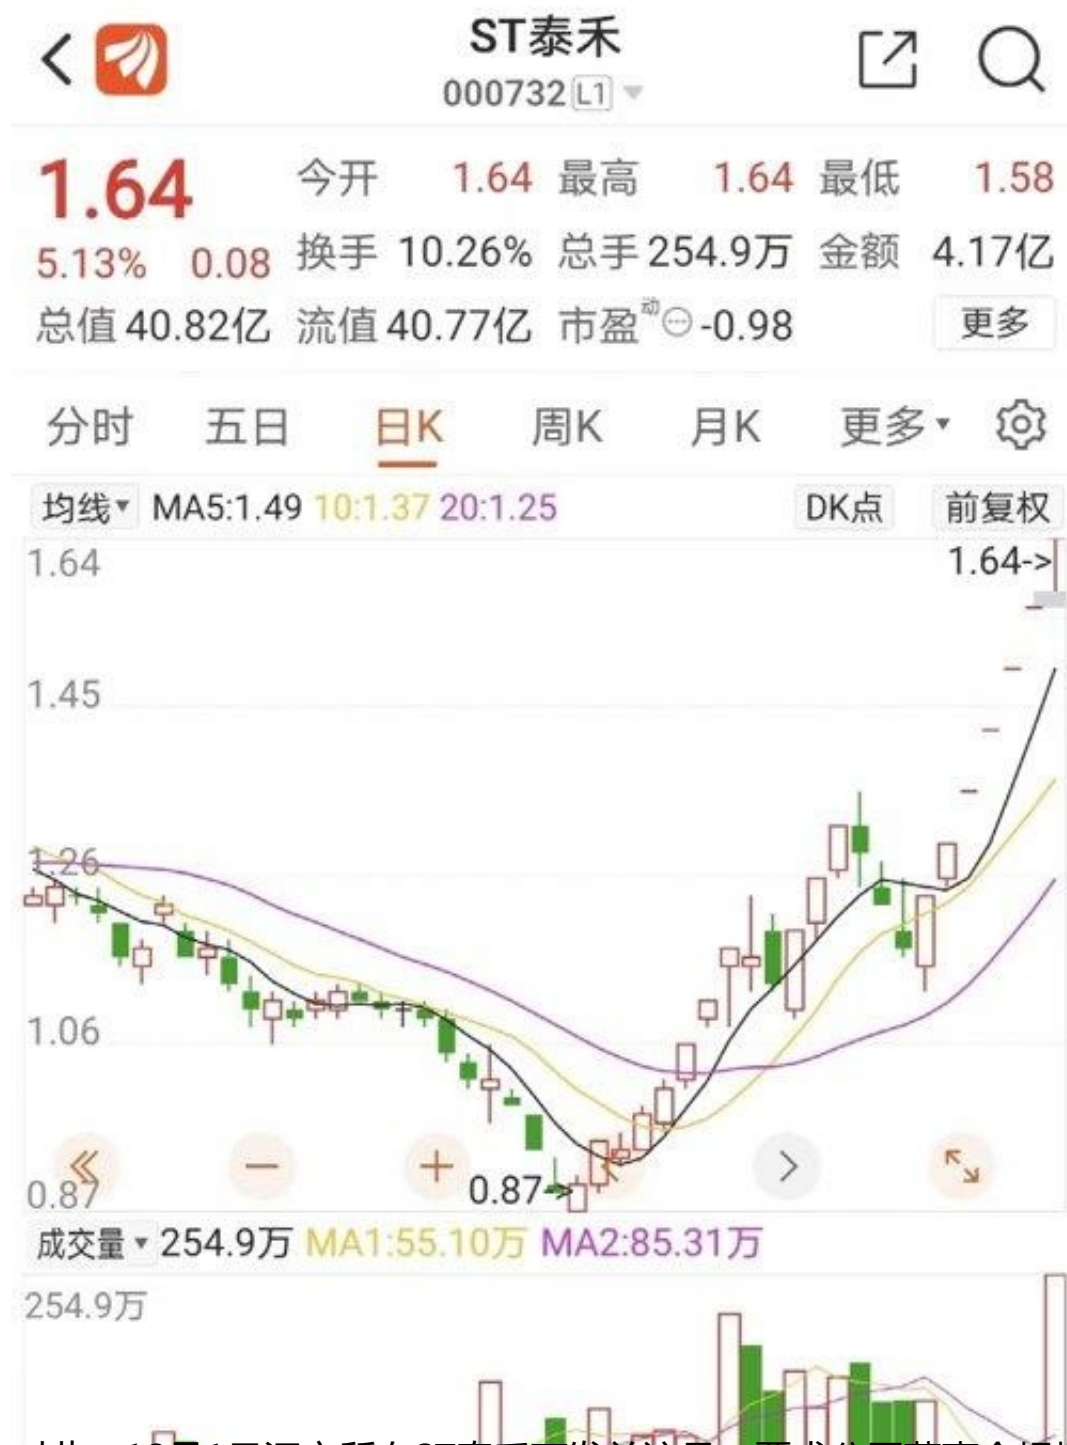 ST泰禾
000732 L1
1.64 今开 1.64 最高 1.64 最低 1.58
5.13% 0.08 换手 10.26% 总手 254.9万 金额 4.17亿
总值 40.82亿 流值 40.77亿 市盈动 -0.98 更多
分时 五日 日K 周K 月K 更多
均线 MA5:1.49 10:1.37 20:1.25 DK点 前复权
1.64 1.64->
1.45
1.26
1.06
0.87 0.87->
成交量 254.9万 MA1:55.10万 MA2:85.31万
254.9万